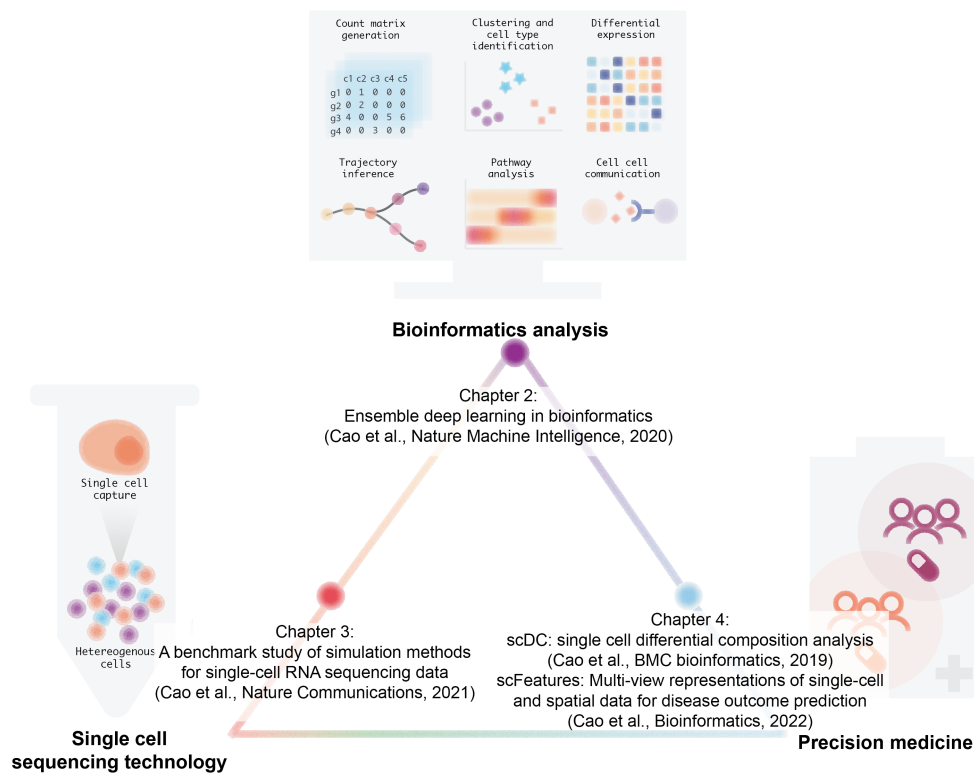 Count matrix
generation
Clustering and
cell type
identification
Differential
expression
c1 c2 c3 c4 c5
g1 0 1 0 0 0
g2 0 2 0 0 0
g3 4 0 0 5 6
g4 0 0 3 0 0
Trajectory
inference
Pathway
analysis
Cell cell
communication
Bioinformatics analysis
Chapter 2:
Ensemble deep learning in bioinformatics
(Cao et al., Nature Machine Intelligence, 2020)
Single cell
capture
Hetereogenous
cells
Chapter 3:
A benchmark study of simulation methods
for single-cell RNA sequencing data
(Cao et al., Nature Communications, 2021)
Chapter 4:
scDC: single cell differential composition analysis
(Cao et al., BMC bioinformatics, 2019)
scFeatures: Multi-view representations of single-cell
and spatial data for disease outcome prediction
(Cao et al., Bioinformatics, 2022)
Single cell
sequencing technology
Precision medicine